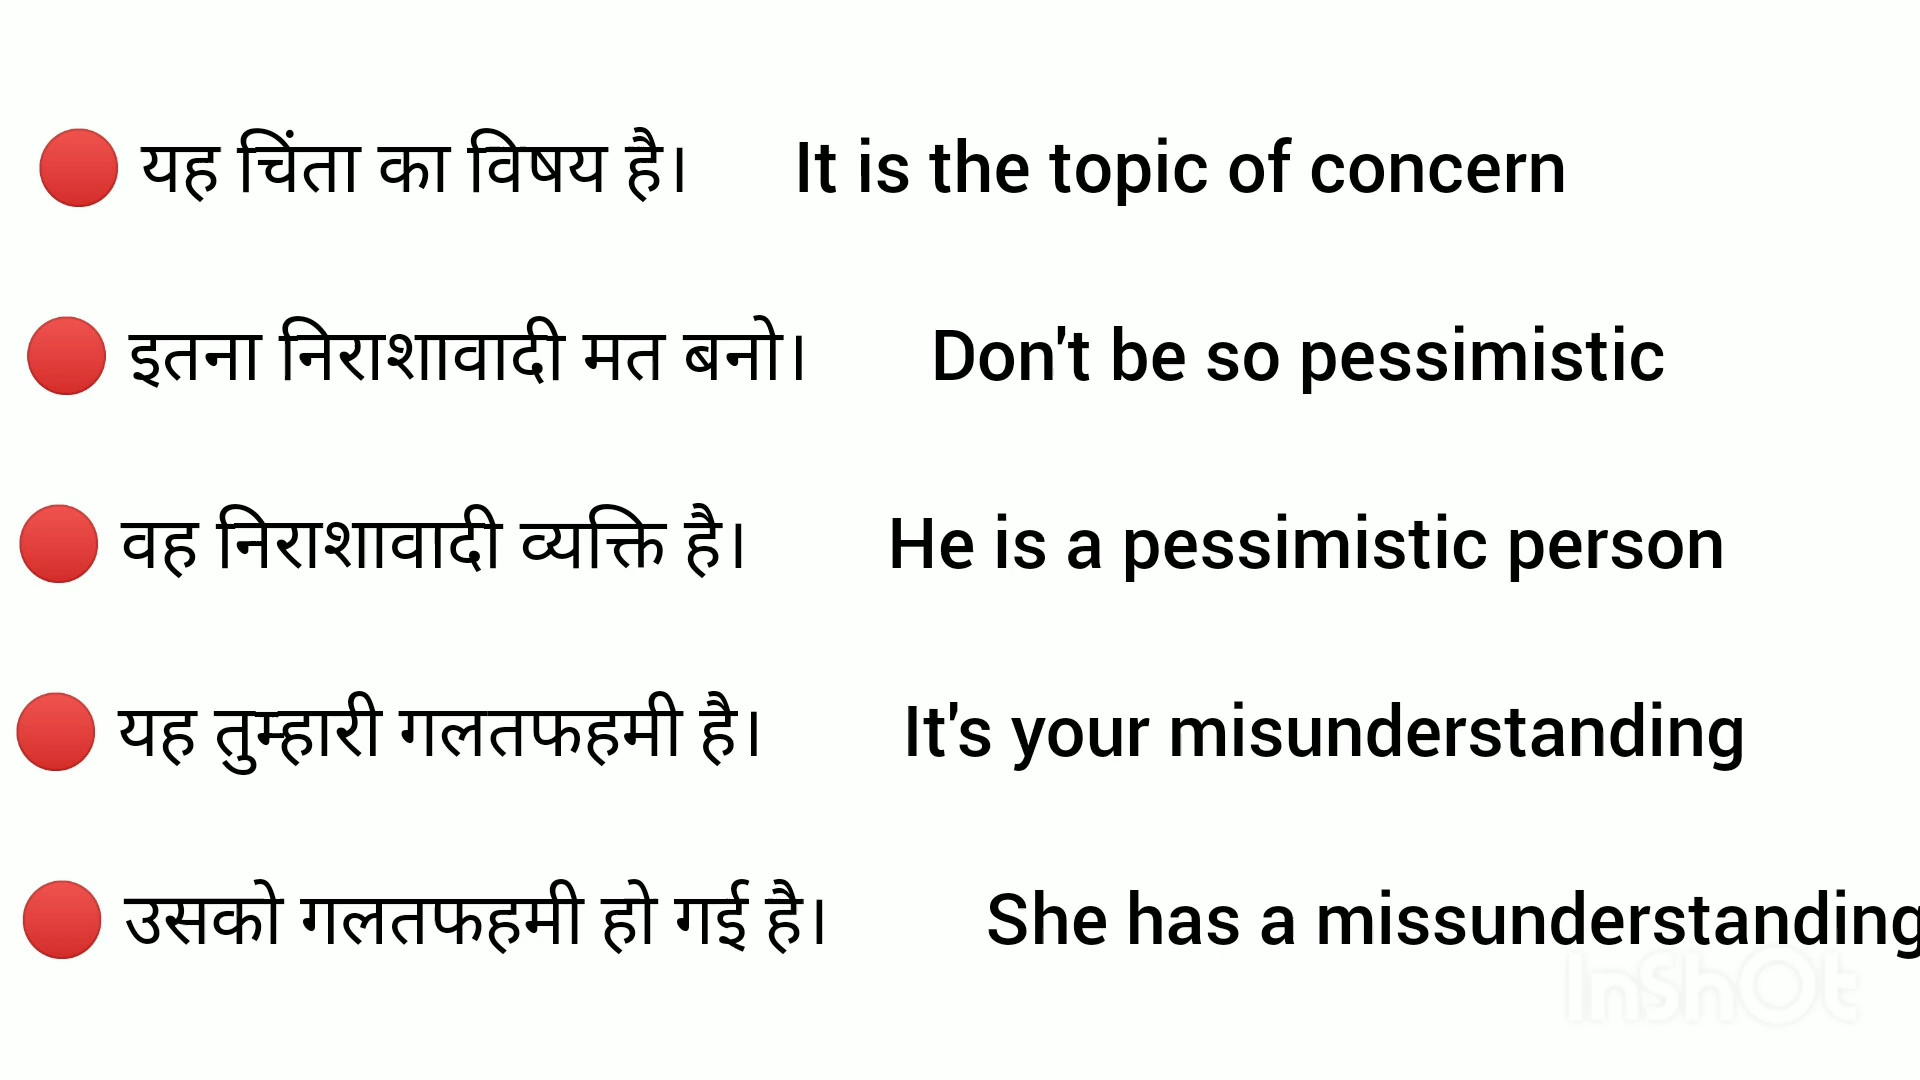 यह चिंता का विषय है। It is the topic of concern
इतना निराशावादी मत बनो। Don't be so pessimistic
वह निराशावादी व्यक्ति है। He is a pessimistic person
यह तुम्हारी गलतफहमी है। It's your misunderstanding
उसको गलतफहमी हो गई है। She has a missunderstanding
InShOt